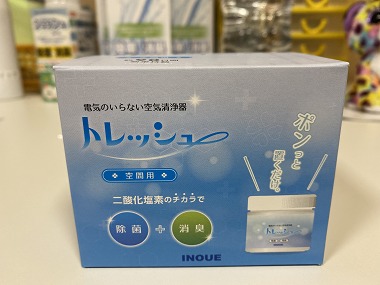 電気のいらない空気清浄器
トレッシュ
空間用
ポンっと
置くだけ。
二酸化塩素のチカラで
除菌
+
消臭
INOUE